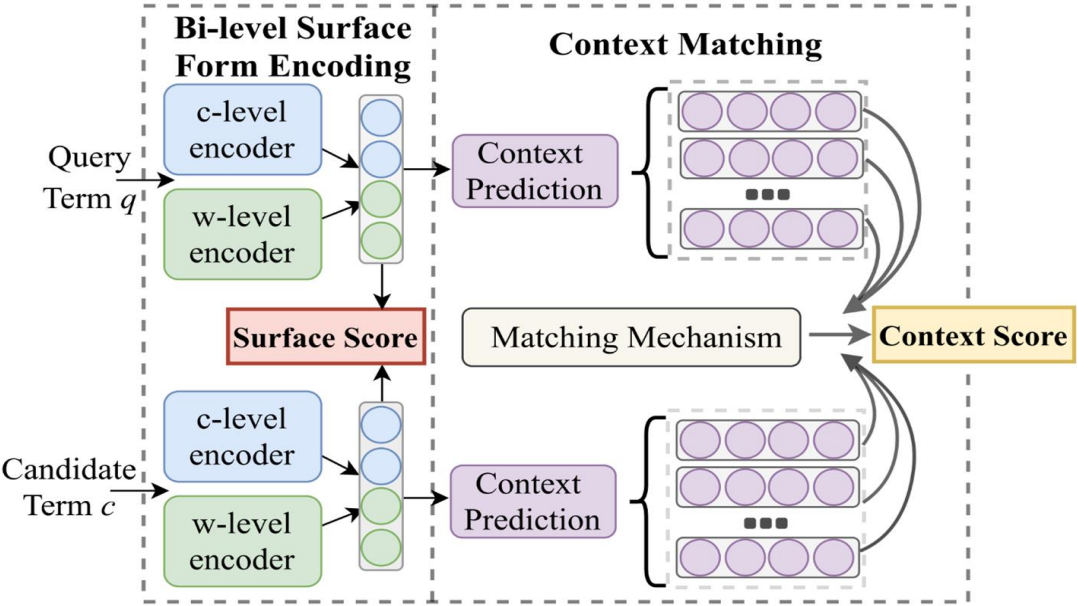 Bi-level Surface
Form Encoding
Context Matching
c-level
encoder
Query
Term q
w-level
encoder
Context
Prediction
Surface Score
Matching Mechanism
Context Score
c-level
encoder
Candidate
Term c
w-level
encoder
Context
Prediction